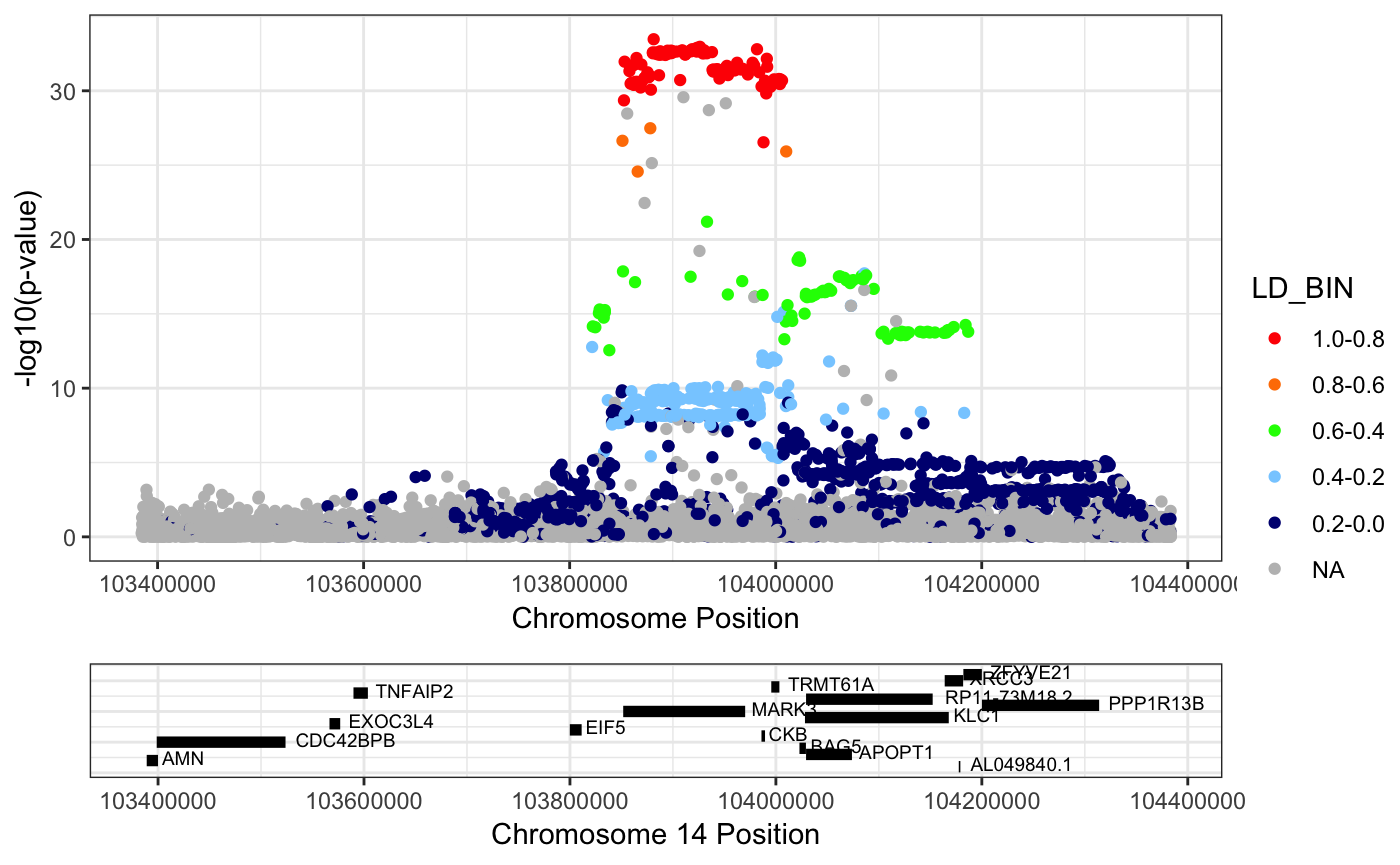 30
20
10
0
-log10(p-value)
103400000 103600000 103800000 104000000 104200000 104400000
Chromosome Position
LD_BIN
1.0-0.8
0.8-0.6
0.6-0.4
0.4-0.2
0.2-0.0
NA
ZFYVE21
XRCC3
TRMT61A
TNFAIP2
RP11-73M18.2
PPP1R13B
MARK3
KLC1
EXOC3L4
EIF5
CKB
CDC42BPB
BAG5
APOPT1
AMN
AL049840.1
103400000 103600000 103800000 104000000 104200000 104400000
Chromosome 14 Position